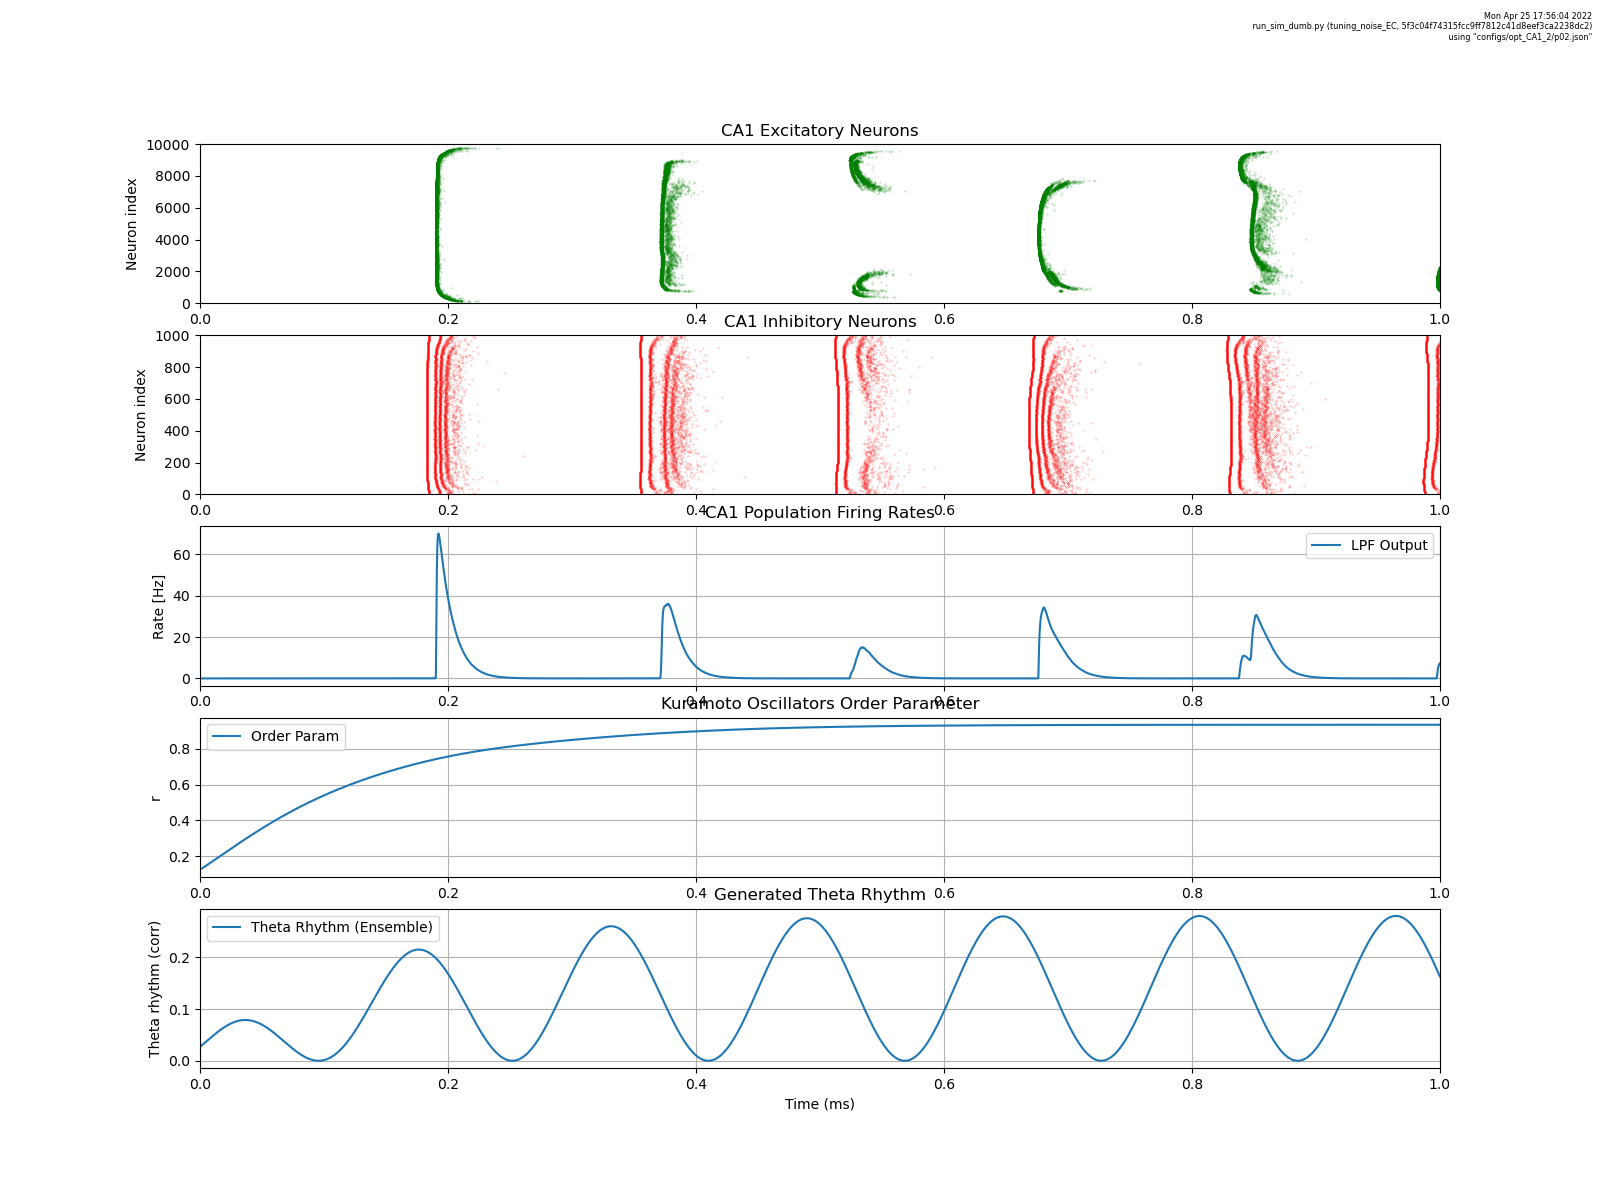 Mon Apr 25 17:56:04 2022
run_sim_dumb.py (tuning_noise_EC, 5f3c04f74315fcc9ff7812c41d8eef3ca2238dc2)
using "configs/opt_CA1_2/p02.json"
CA1 Excitatory Neurons
Neuron index
10000
8000
6000
4000
2000
0
0.0 0.2 0.4 0.6 0.8 1.0
CA1 Inhibitory Neurons
Neuron index
1000
800
600
400
200
0
0.0 0.2 0.4 0.6 0.8 1.0
CA1 Population Firing Rates
Rate [Hz]
60
40
20
0
LPF Output
0.0 0.2 0.4 0.6 0.8 1.0
Kuramoto Oscillators Order Parameter
r
0.8
0.6
0.4
0.2
Order Param
0.0 0.2 0.4 0.6 0.8 1.0
Generated Theta Rhythm
Theta rhythm (corr)
0.2
0.1
0.0
Theta Rhythm (Ensemble)
0.0 0.2 0.4 0.6 0.8 1.0
Time (ms)